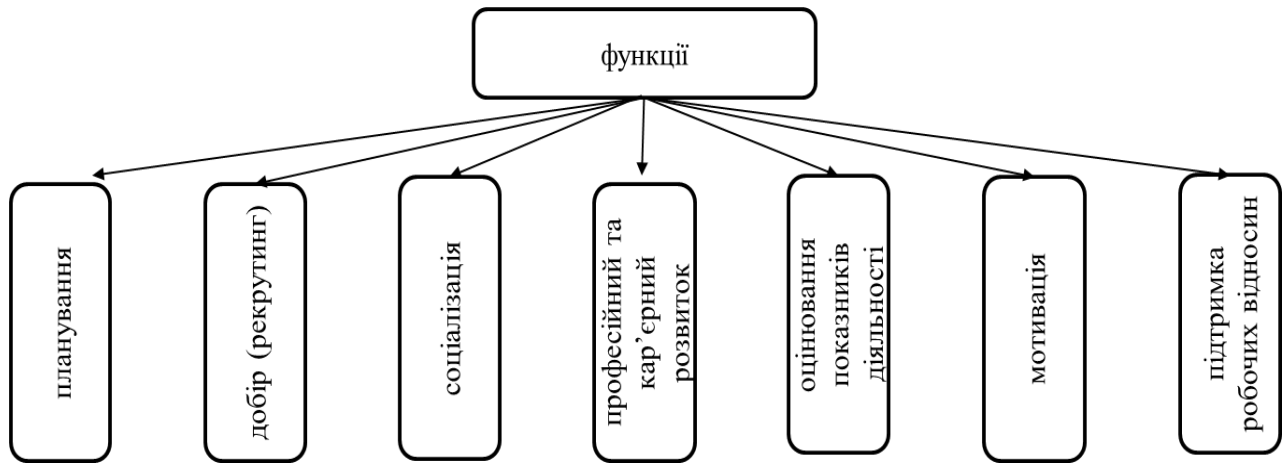 функції
планування
добір (рекрутинг)
соціалізація
професійний та
кар’єрний
розвиток
оцінювання
показників
діяльності
мотивація
підтримка
робочих відносин